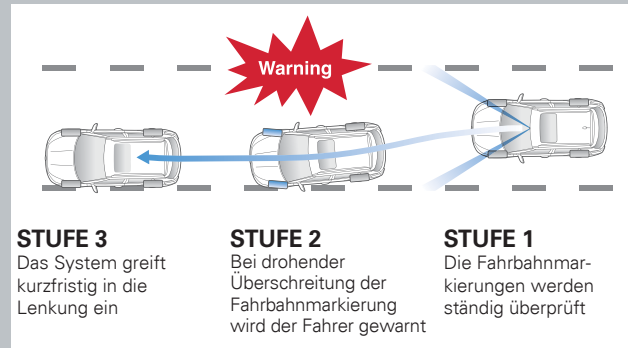 Warning
STUFE 3
Das System greift
kurzfristig in die
Lenkung ein
STUFE 2
Bei drohender
Überschreitung der
Fahrbahnmarkierung
wird der Fahrer gewarnt
STUFE 1
Die Fahrbahnmar-
kierungen werden
ständig überprüft